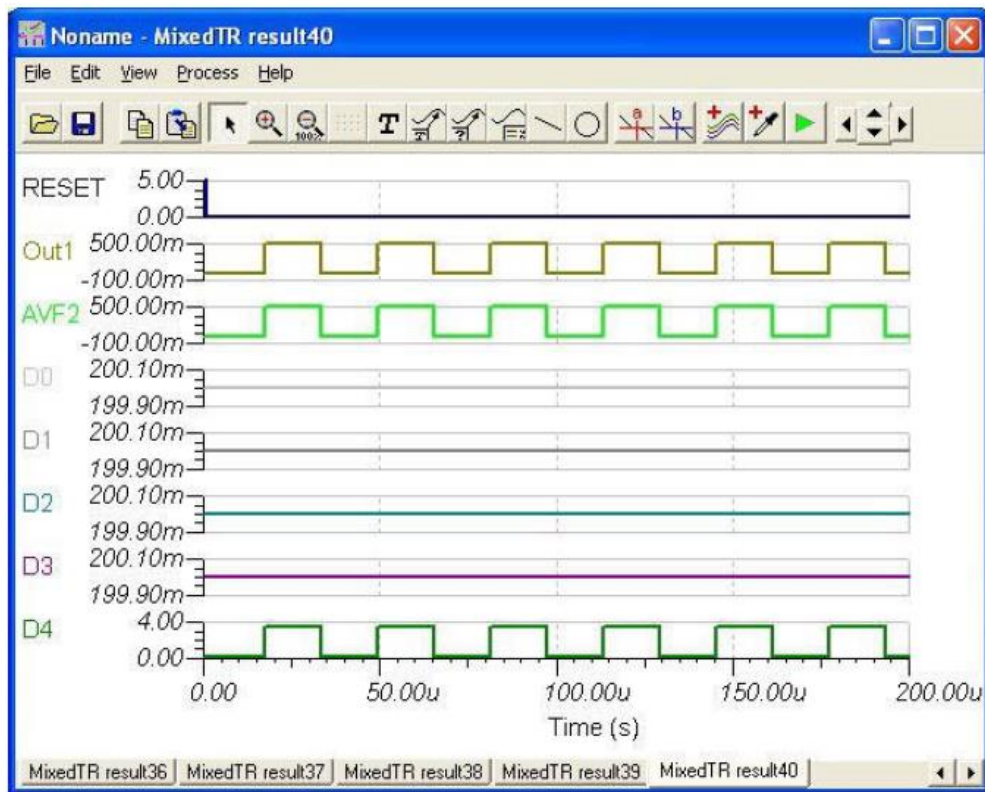 Noname - MixedTR result40
File Edit View Process Help
100%
T T ? a b
RESET 5.00
0.00
Out1 500.00m
-100.00m
AVF2 500.00m
-100.00m
D0 200.10m
199.90m
D1 200.10m
199.90m
D2 200.10m
199.90m
D3 200.10m
199.90m
D4 4.00
0.00
0.00 50.00u 100.00u 150.00u 200.00u
Time (s)
MixedTR result36 MixedTR result37 MixedTR result38 MixedTR result39 MixedTR result40